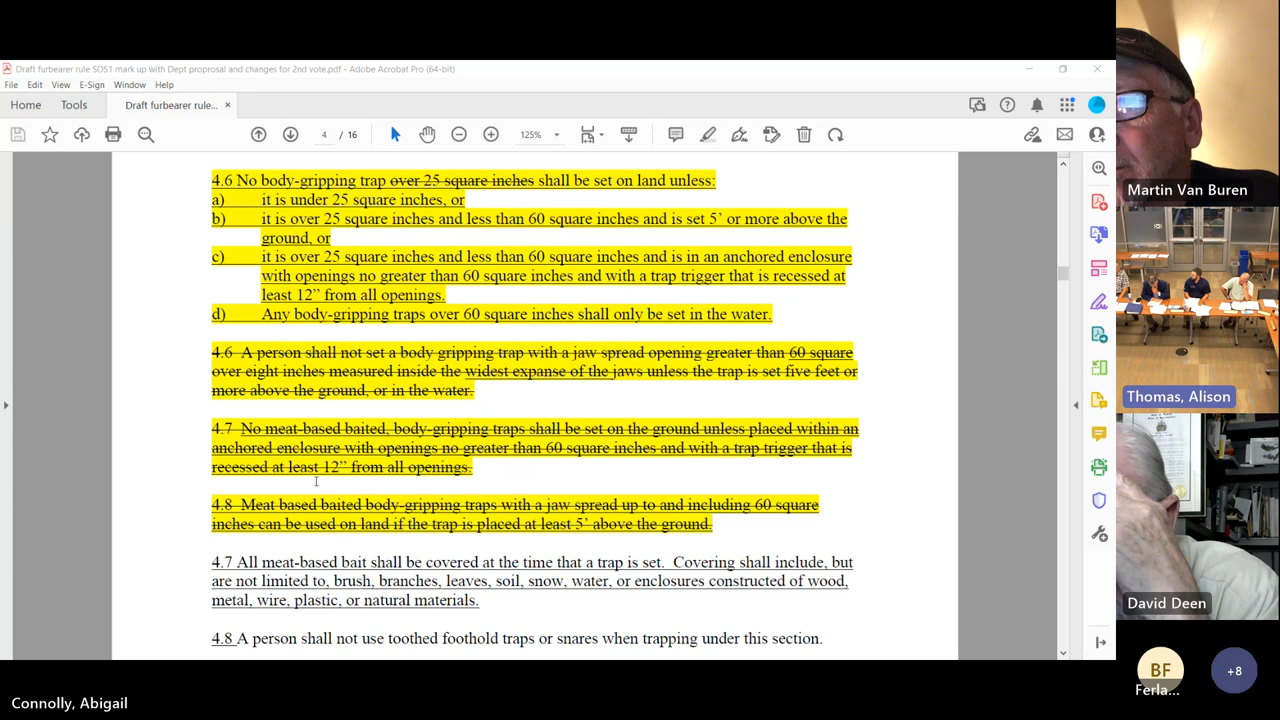 Draft furbearer rule SOS1 mark up with Dept proprosal and changes for 2nd vote.pdf - Adobe Acrobat Pro (64-bit)
File Edit View E-Sign Window Help
Home Tools Draft furbearer rule... ×
4 / 16 125%
4.6 No body-gripping trap over 25 square inches shall be set on land unless:
a) it is under 25 square inches, or
b) it is over 25 square inches and less than 60 square inches and is set 5’ or more above the
ground, or
c) it is over 25 square inches and less than 60 square inches and is in an anchored enclosure
with openings no greater than 60 square inches and with a trap trigger that is recessed at
least 12” from all openings.
d) Any body-gripping traps over 60 square inches shall only be set in the water.
4.6 A person shall not set a body gripping trap with a jaw spread opening greater than 60 square
over eight inches measured inside the widest expanse of the jaws unless the trap is set five feet or
more above the ground, or in the water.
4.7 No meat-based baited, body-gripping traps shall be set on the ground unless placed within an
anchored enclosure with openings no greater than 60 square inches and with a trap trigger that is
recessed at least 12” from all openings.
4.8 Meat based baited body-gripping traps with a jaw spread up to and including 60 square
inches can be used on land if the trap is placed at least 5’ above the ground.
4.7 All meat-based bait shall be covered at the time that a trap is set. Covering shall include, but
are not limited to, brush, branches, leaves, soil, snow, water, or enclosures constructed of wood,
metal, wire, plastic, or natural materials.
4.8 A person shall not use toothed foothold traps or snares when trapping under this section.
Martin Van Buren
Thomas, Alison
David Deen
BF +8
Ferla...
Connolly, Abigail